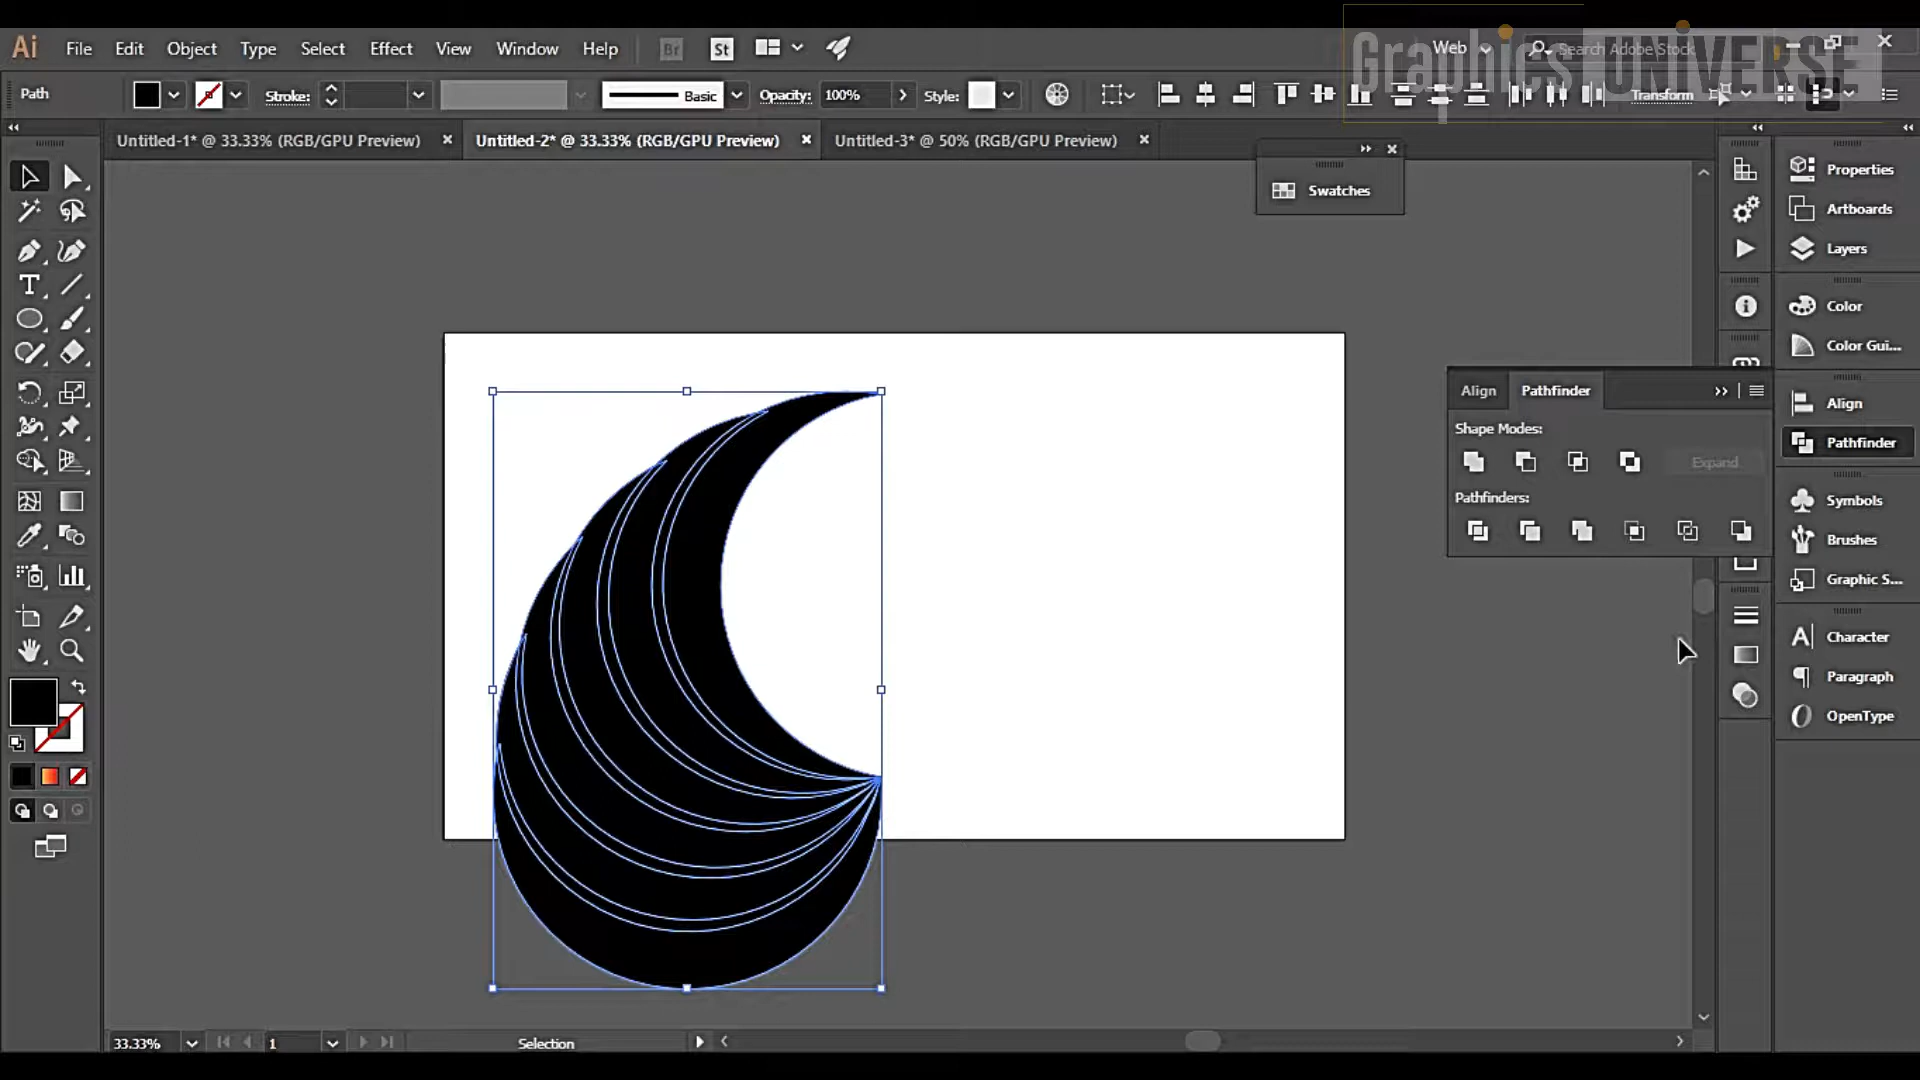 Graphics UNiVERSE
Ai File Edit Object Type Select Effect View Window Help Br St Web Search Adobe Stock
Path Stroke: Basic Opacity: 100% Style: Transform
Untitled-1* @ 33.33% (RGB/GPU Preview) Untitled-2* @ 33.33% (RGB/GPU Preview) Untitled-3* @ 50% (RGB/GPU Preview)
Swatches
Properties
Artboards
Layers
Color
Color Gui...
Align Pathfinder
Shape Modes:
Expand
Pathfinders:
Align
Pathfinder
Symbols
Brushes
Graphic S...
Character
Paragraph
OpenType
33.33% 1 Selection